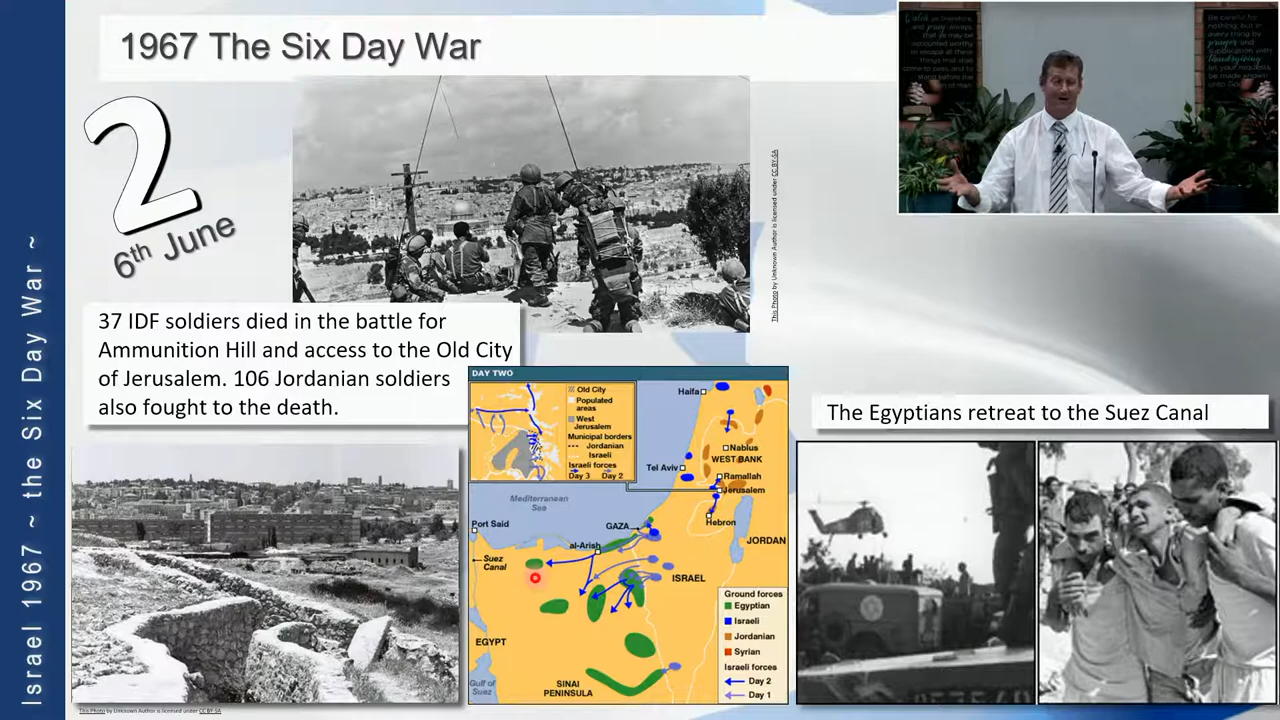 1967 The Six Day War
2
6th June
Israel 1967 ~ the Six Day War ~
This Photo by Unknown Author is licensed under CC BY-SA
37 IDF soldiers died in the battle for
Ammunition Hill and access to the Old City
of Jerusalem. 106 Jordanian soldiers
also fought to the death.
DAY TWO
Old City
Populated
areas
West
Jerusalem
Municipal borders
Jordanian
Israeli
Israeli forces
Day 3 Day 2
Haifa
Nablus
WEST BANK
Tel Aviv
Ramallah
Jerusalem
Mediterranean
Sea
Hebron
Port Said
GAZA
al-Arish
JORDAN
Suez
Canal
ISRAEL
EGYPT
Gulf of
Suez
SINAI
PENINSULA
Ground forces
Egyptian
Israeli
Jordanian
Syrian
Israeli forces
Day 2
Day 1
The Egyptians retreat to the Suez Canal
This Photo by Unknown Author is licensed under CC BY-SA